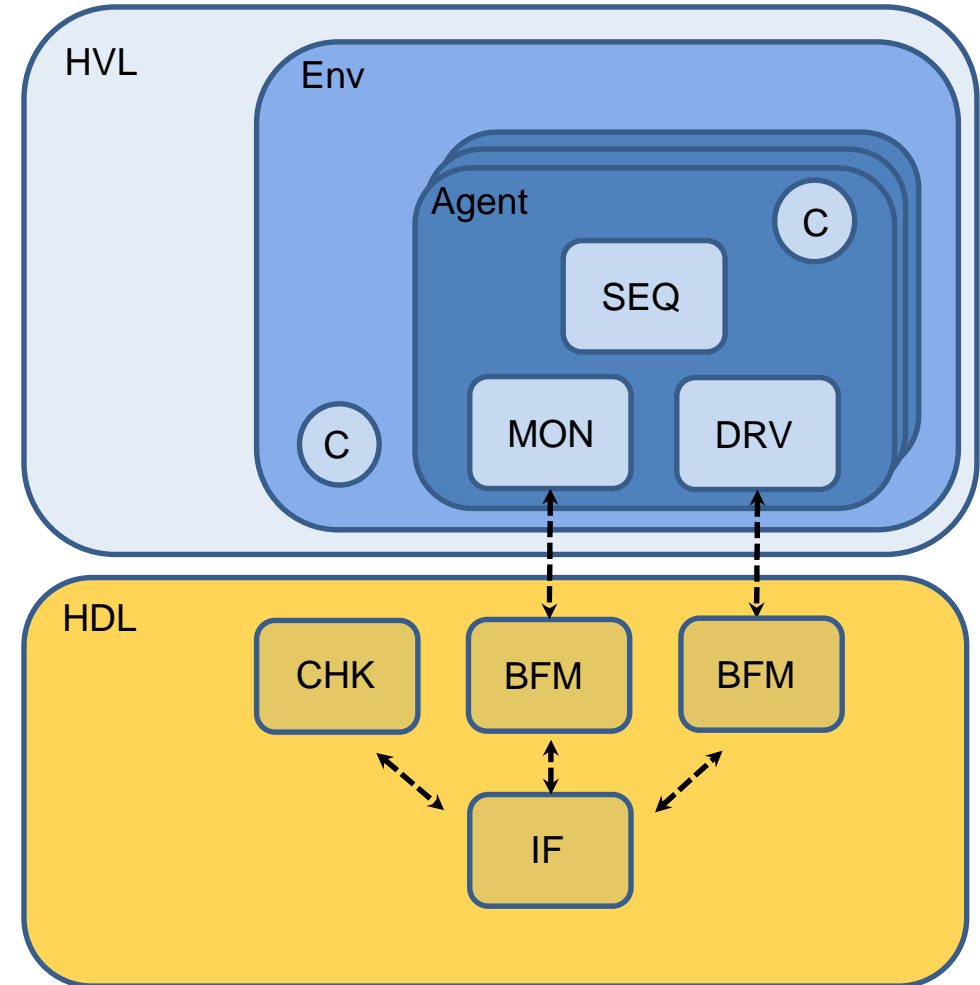 HVL
Env
Agent
C
SEQ
MON
DRV
C
HDL
CHK
BFM
BFM
IF